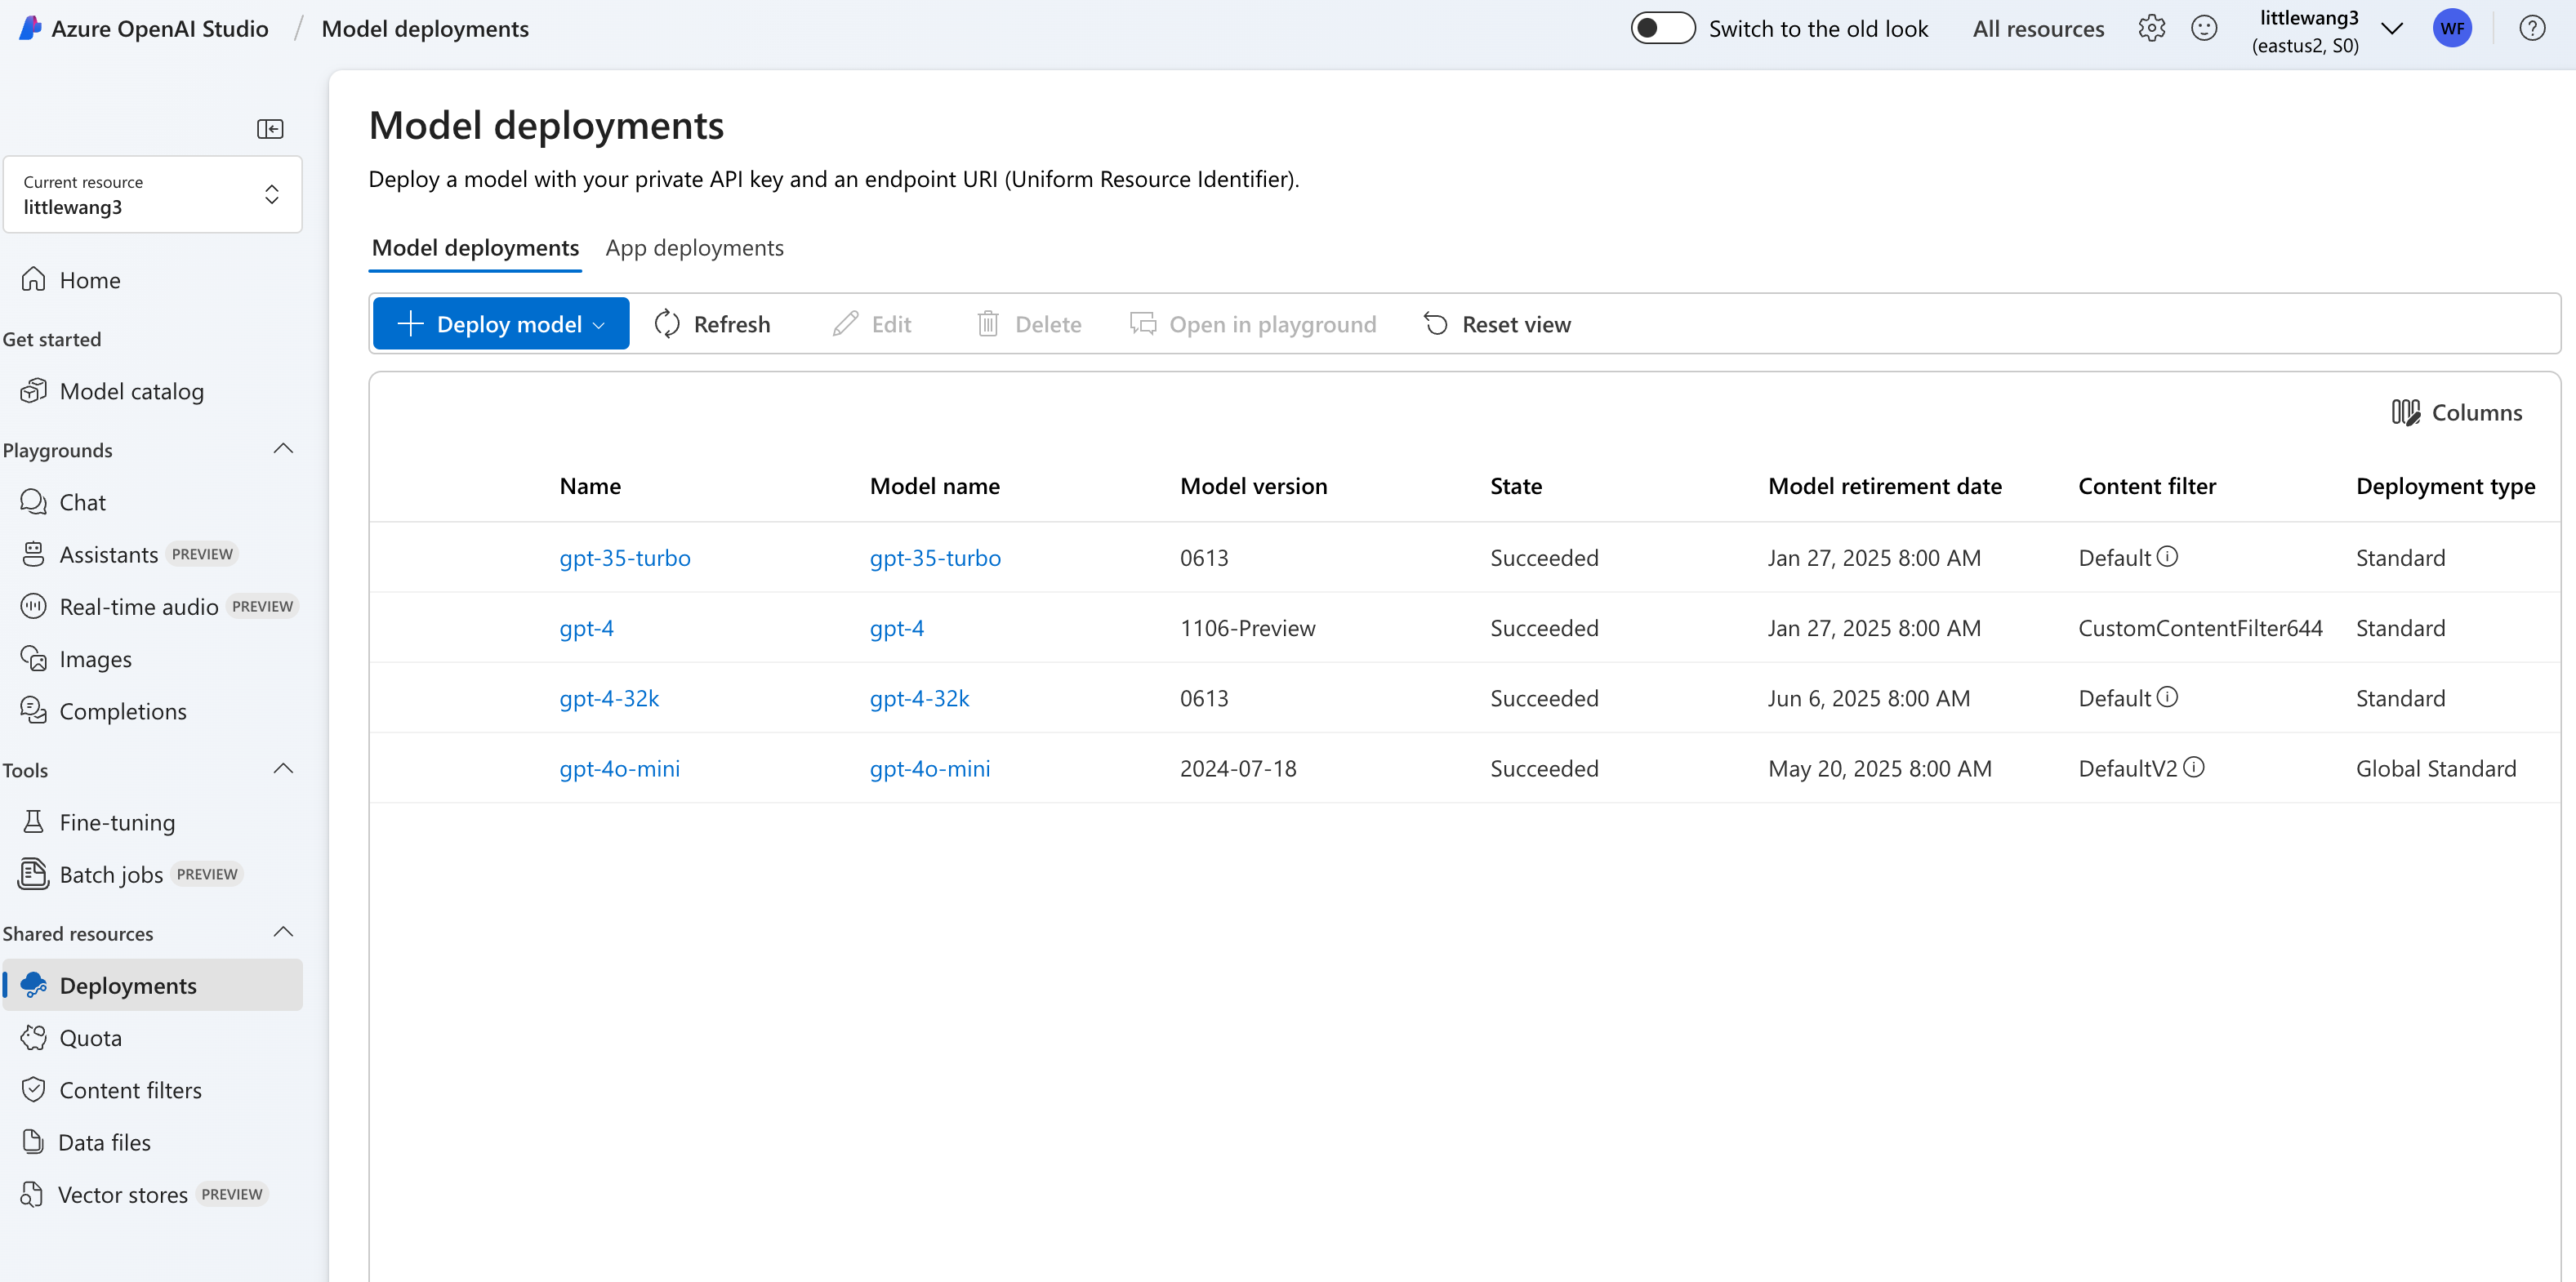 Azure OpenAI Studio / Model deployments
Switch to the old look
All resources
littlewang3
(eastus2, S0)
WF
Current resource
littlewang3
Home
Get started
Model catalog
Playgrounds
Chat
Assistants PREVIEW
Real-time audio PREVIEW
Images
Completions
Tools
Fine-tuning
Batch jobs PREVIEW
Shared resources
Deployments
Quota
Content filters
Data files
Vector stores PREVIEW
Model deployments
Deploy a model with your private API key and an endpoint URI (Uniform Resource Identifier).
Model deployments App deployments
Deploy model Refresh Edit Delete Open in playground Reset view
Columns
Name Model name Model version State Model retirement date Content filter Deployment type
gpt-35-turbo gpt-35-turbo 0613 Succeeded Jan 27, 2025 8:00 AM Default Standard
gpt-4 gpt-4 1106-Preview Succeeded Jan 27, 2025 8:00 AM CustomContentFilter644 Standard
gpt-4-32k gpt-4-32k 0613 Succeeded Jun 6, 2025 8:00 AM Default Standard
gpt-4o-mini gpt-4o-mini 2024-07-18 Succeeded May 20, 2025 8:00 AM DefaultV2 Global Standard